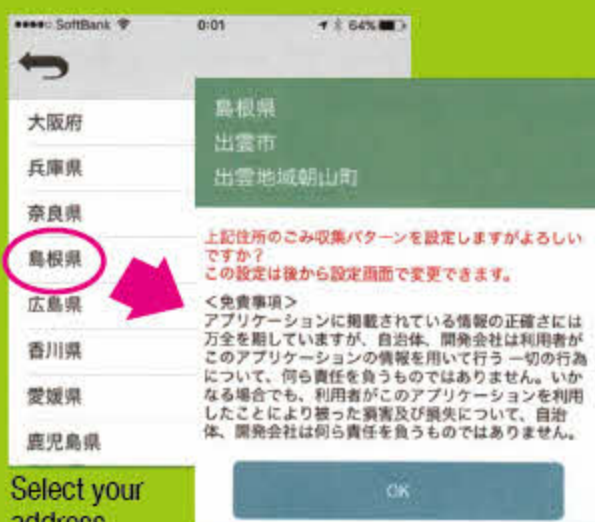 SoftBank 0:01 64%
大阪府
兵庫県
奈良県
島根県
広島県
香川県
愛媛県
鹿児島県
島根県
出雲市
出雲地域朝山町
上記住所のごみ収集パターンを設定しますがよろしい
ですか?
この設定は後から設定画面で変更できます。
<免責事項>
アプリケーションに掲載されている情報の正確さには
万全を期していますが、自治体、開発会社は利用者が
このアプリケーションの情報を用いて行う一切の行為
について、何ら責任を負うものではありません。いか
なる場合でも、利用者がこのアプリケーションを利用
したことにより被った損害及び損失について、自治
体、開発会社は何ら責任を負うものではありません。
OK
Select your
address